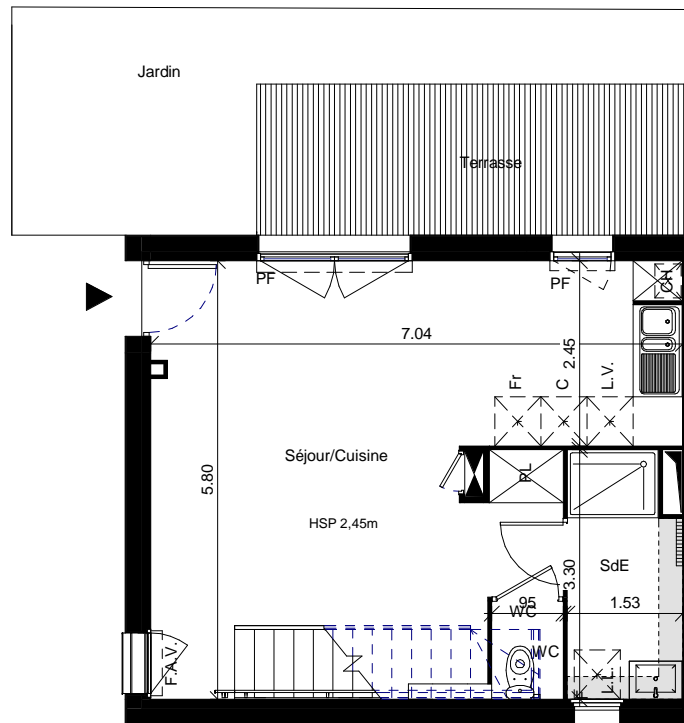 Jardin
Terrasse
PF
PF
CH
7.04
2.45
Fr
C
L.V.
Séjour/Cuisine
5.80
PL
HSP 2,45m
SdE
3.30
95
WC
1.53
WC
F.A.V.